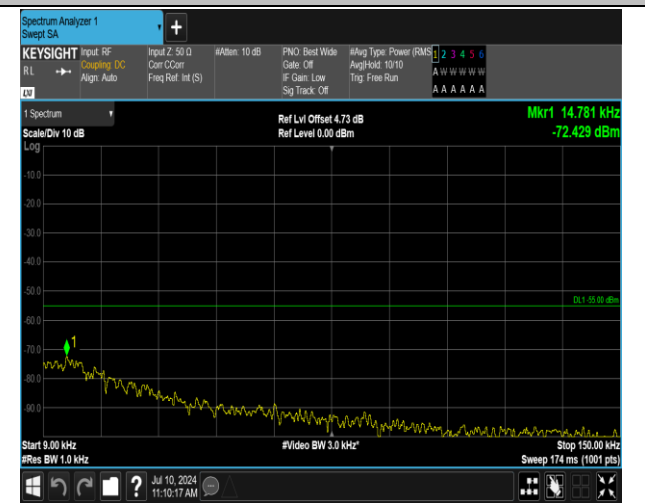 Spectrum Analyzer 1
Swept SA
+
KEYSIGHT Input: RF Input Z: 50 Ω #Atten: 10 dB PNO: Best Wide #Avg Type: Power (RMS 1 2 3 4 5 6
RL Coupling: DC Corr CCorr Gate: Off Avg|Hold: 10/10 A W W W W W
Align: Auto Freq Ref: Int (S) IF Gain: Low Trig: Free Run
Sig Track: Off A A A A A A
LXI
1 Spectrum
Ref Lvl Offset 4.73 dB
Mkr1 14.781 kHz
Scale/Div 10 dB
Ref Level 0.00 dBm
-72.429 dBm
Log
-10.0
-20.0
-30.0
-40.0
-50.0
DL1 -55.00 dBm
-60.0
1
-70.0
-80.0
-90.0
Start 9.00 kHz #Video BW 3.0 kHz* Stop 150.00 kHz
#Res BW 1.0 kHz Sweep 174 ms (1001 pts)
? Jul 10, 2024
11:10:17 AM